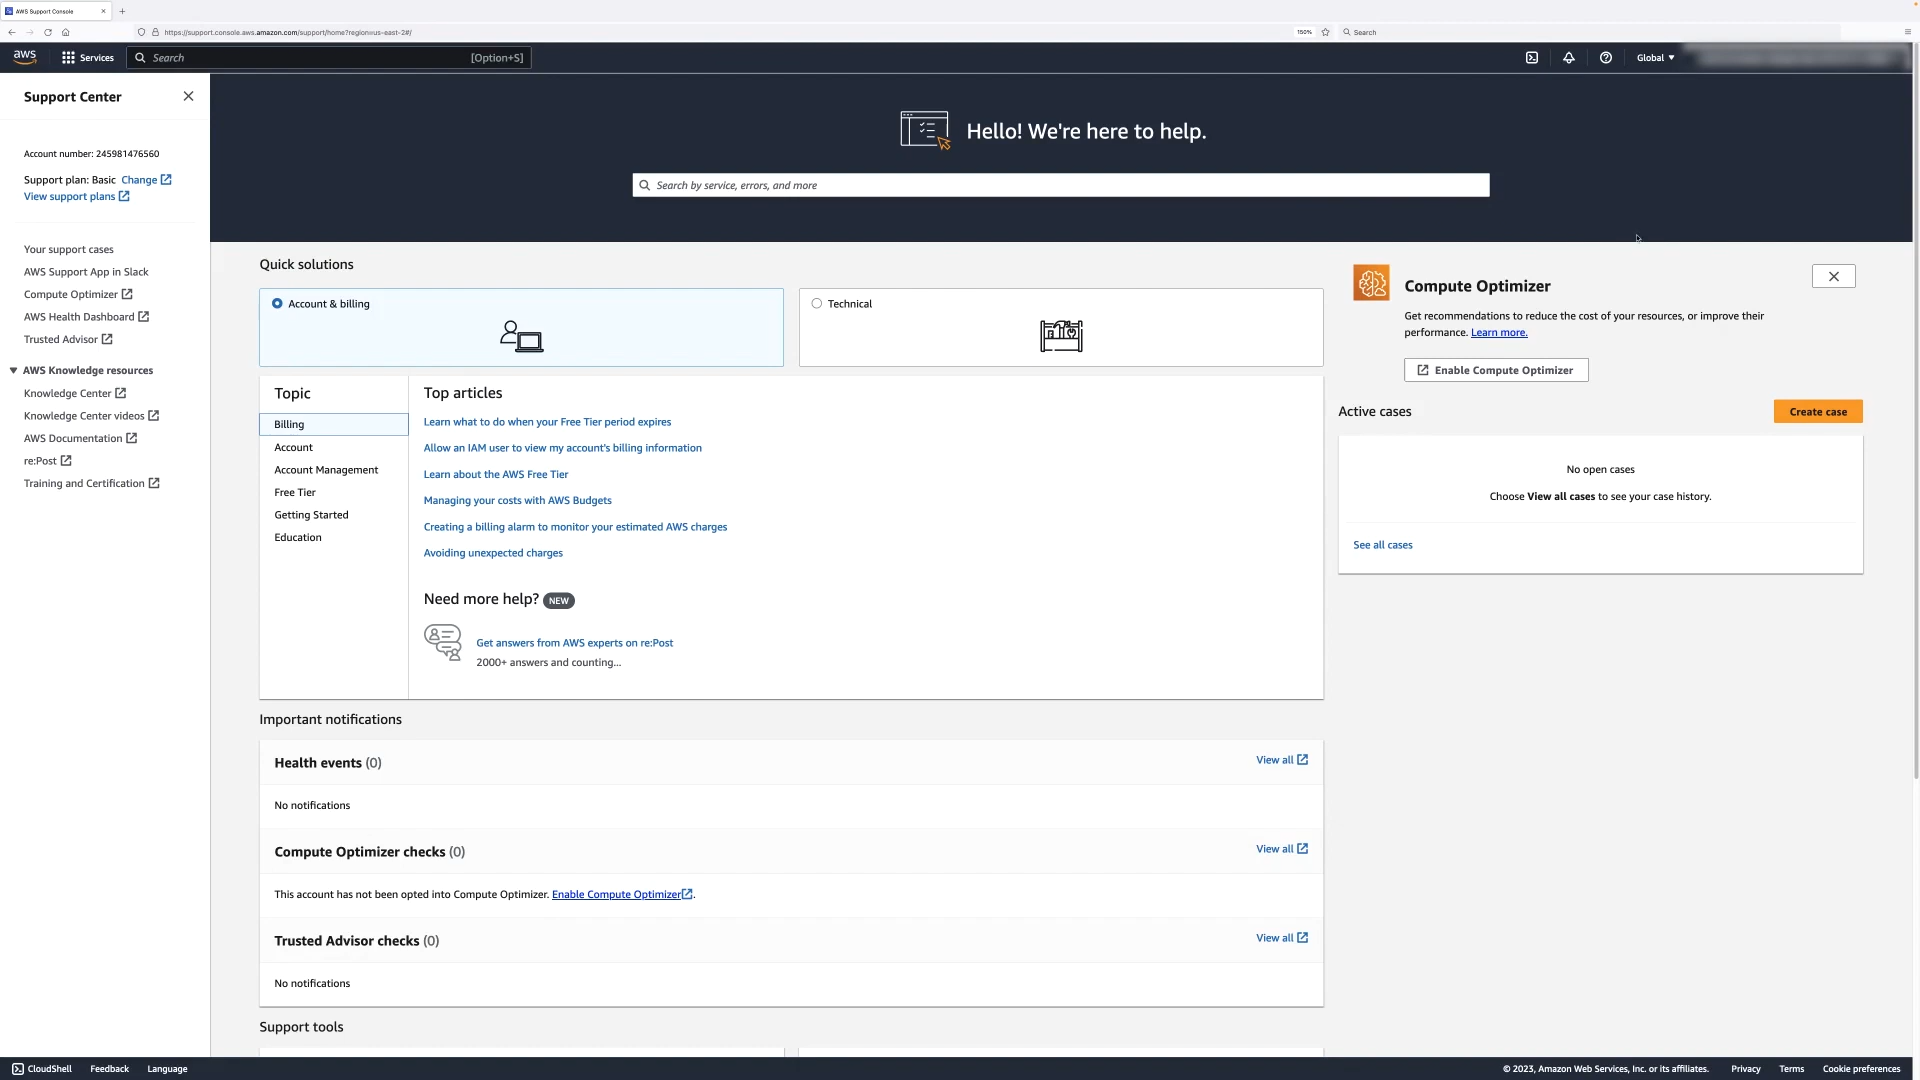 AWS Support Console
https://support.console.aws.amazon.com/support/home?region=us-east-2#/
150%
Search
aws
Services
Search
[Option+S]
Global
Support Center
Account number: 245981476560
Support plan: Basic Change
View support plans
Your support cases
AWS Support App in Slack
Compute Optimizer
AWS Health Dashboard
Trusted Advisor
AWS Knowledge resources
Knowledge Center
Knowledge Center videos
AWS Documentation
re:Post
Training and Certification
Hello! We're here to help.
Search by service, errors, and more
Quick solutions
Account & billing
Technical
Topic
Billing
Account
Account Management
Free Tier
Getting Started
Education
Top articles
Learn what to do when your Free Tier period expires
Allow an IAM user to view my account's billing information
Learn about the AWS Free Tier
Managing your costs with AWS Budgets
Creating a billing alarm to monitor your estimated AWS charges
Avoiding unexpected charges
Need more help? NEW
Get answers from AWS experts on re:Post
2000+ answers and counting...
Compute Optimizer
Get recommendations to reduce the cost of your resources, or improve their
performance. Learn more.
Enable Compute Optimizer
Active cases
Create case
No open cases
Choose View all cases to see your case history.
See all cases
Important notifications
Health events (0)
View all
No notifications
Compute Optimizer checks (0)
View all
This account has not been opted into Compute Optimizer. Enable Compute Optimizer.
Trusted Advisor checks (0)
View all
No notifications
Support tools
CloudShell
Feedback
Language
© 2023, Amazon Web Services, Inc. or its affiliates.
Privacy
Terms
Cookie preferences